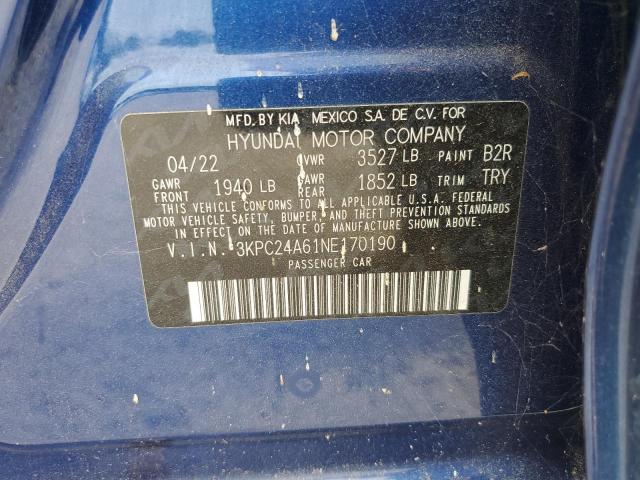 MFD. BY KIA MEXICO S.A. DE C.V. FOR
HYUNDAI MOTOR COMPANY
04/22 GVWR 3527 LB PAINT B2R
GAWR FRONT 1940 LB GAWR REAR 1852 LB TRIM TRY
THIS VEHICLE CONFORMS TO ALL APPLICABLE U.S.A. FEDERAL
MOTOR VEHICLE SAFETY, BUMPER, AND THEFT PREVENTION STANDARDS
IN EFFECT ON THE DATE OF MANUFACTURE SHOWN ABOVE.
V.I.N. 3KPC24A61NE170190
PASSENGER CAR